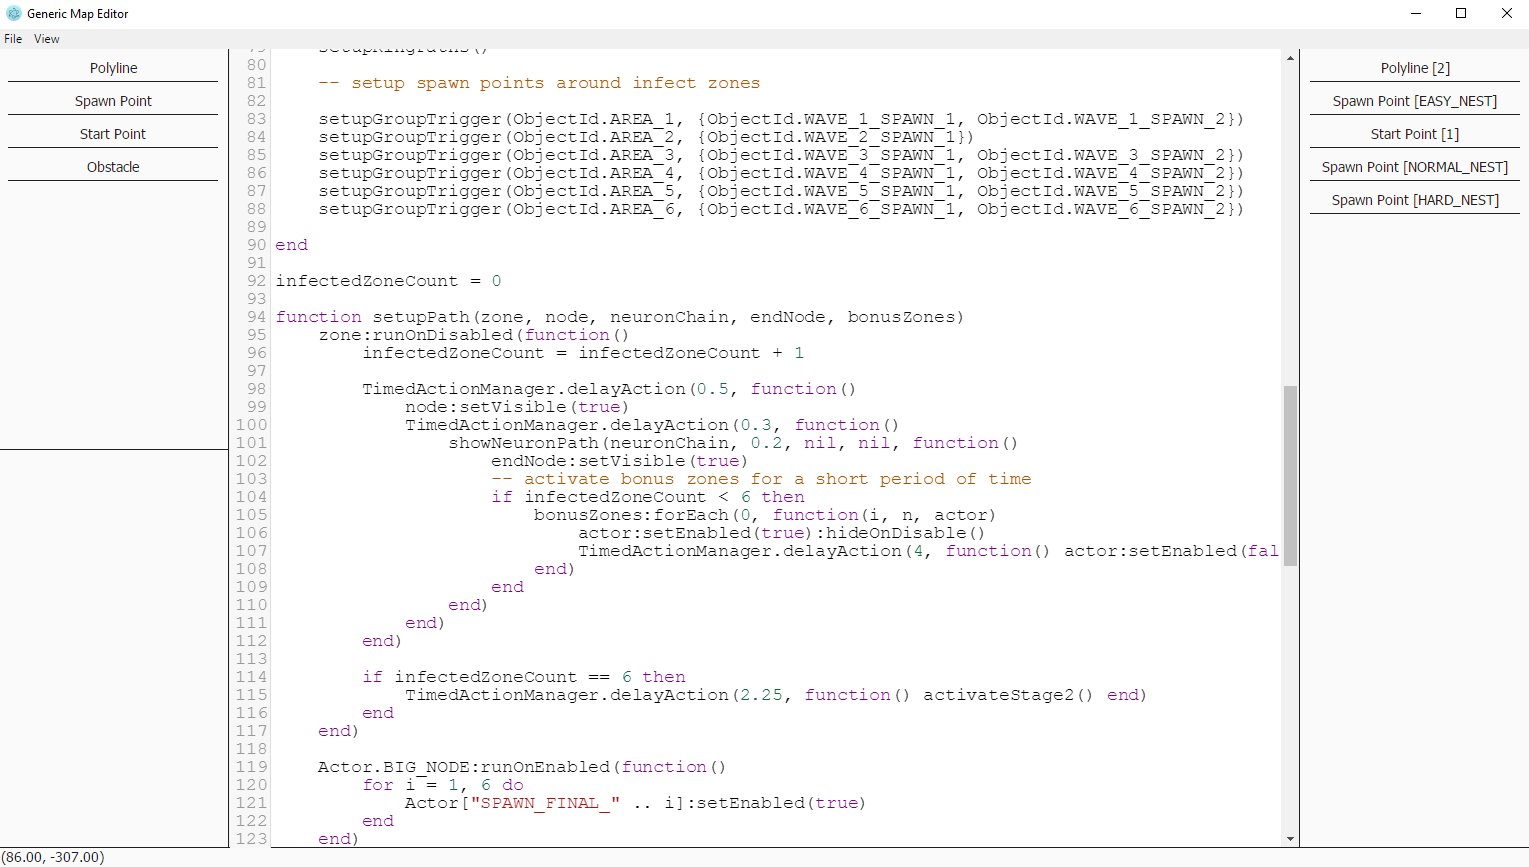 Generic Map Editor
File View
Polyline
Spawn Point
Start Point
Obstacle
80
81 -- setup spawn points around infect zones
82
83 setupGroupTrigger(ObjectId.AREA_1, {ObjectId.WAVE_1_SPAWN_1, ObjectId.WAVE_1_SPAWN_2})
84 setupGroupTrigger(ObjectId.AREA_2, {ObjectId.WAVE_2_SPAWN_1})
85 setupGroupTrigger(ObjectId.AREA_3, {ObjectId.WAVE_3_SPAWN_1, ObjectId.WAVE_3_SPAWN_2})
86 setupGroupTrigger(ObjectId.AREA_4, {ObjectId.WAVE_4_SPAWN_1, ObjectId.WAVE_4_SPAWN_2})
87 setupGroupTrigger(ObjectId.AREA_5, {ObjectId.WAVE_5_SPAWN_1, ObjectId.WAVE_5_SPAWN_2})
88 setupGroupTrigger(ObjectId.AREA_6, {ObjectId.WAVE_6_SPAWN_1, ObjectId.WAVE_6_SPAWN_2})
89
90 end
91
92 infectedZoneCount = 0
93
94 function setupPath(zone, node, neuronChain, endNode, bonusZones)
95 zone:runOnDisabled(function()
96 infectedZoneCount = infectedZoneCount + 1
97
98 TimedActionManager.delayAction(0.5, function()
99 node:setVisible(true)
100 TimedActionManager.delayAction(0.3, function()
101 showNeuronPath(neuronChain, 0.2, nil, nil, function()
102 endNode:setVisible(true)
103 -- activate bonus zones for a short period of time
104 if infectedZoneCount < 6 then
105 bonusZones:forEach(0, function(i, n, actor)
106 actor:setEnabled(true):hideOnDisable()
107 TimedActionManager.delayAction(4, function() actor:setEnabled(fal
108 end)
109 end
110 end)
111 end)
112 end)
113
114 if infectedZoneCount == 6 then
115 TimedActionManager.delayAction(2.25, function() activateStage2() end)
116 end
117 end)
118
119 Actor.BIG_NODE:runOnEnabled(function()
120 for i = 1, 6 do
121 Actor["SPAWN_FINAL_" .. i]:setEnabled(true)
122 end
123 end)
Polyline [2]
Spawn Point [EASY_NEST]
Start Point [1]
Spawn Point [NORMAL_NEST]
Spawn Point [HARD_NEST]
(86.00, -307.00)